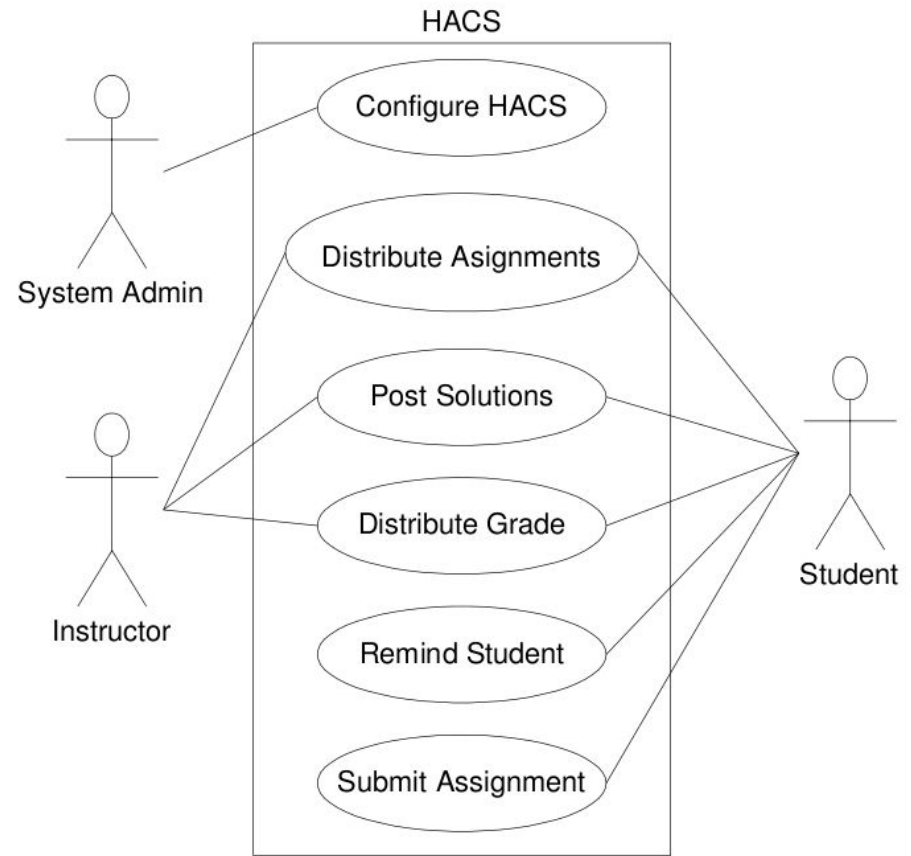 HACS
Configure HACS
Distribute Asignments
System Admin
Post Solutions
Distribute Grade
Student
Instructor
Remind Student
Submit Assignment